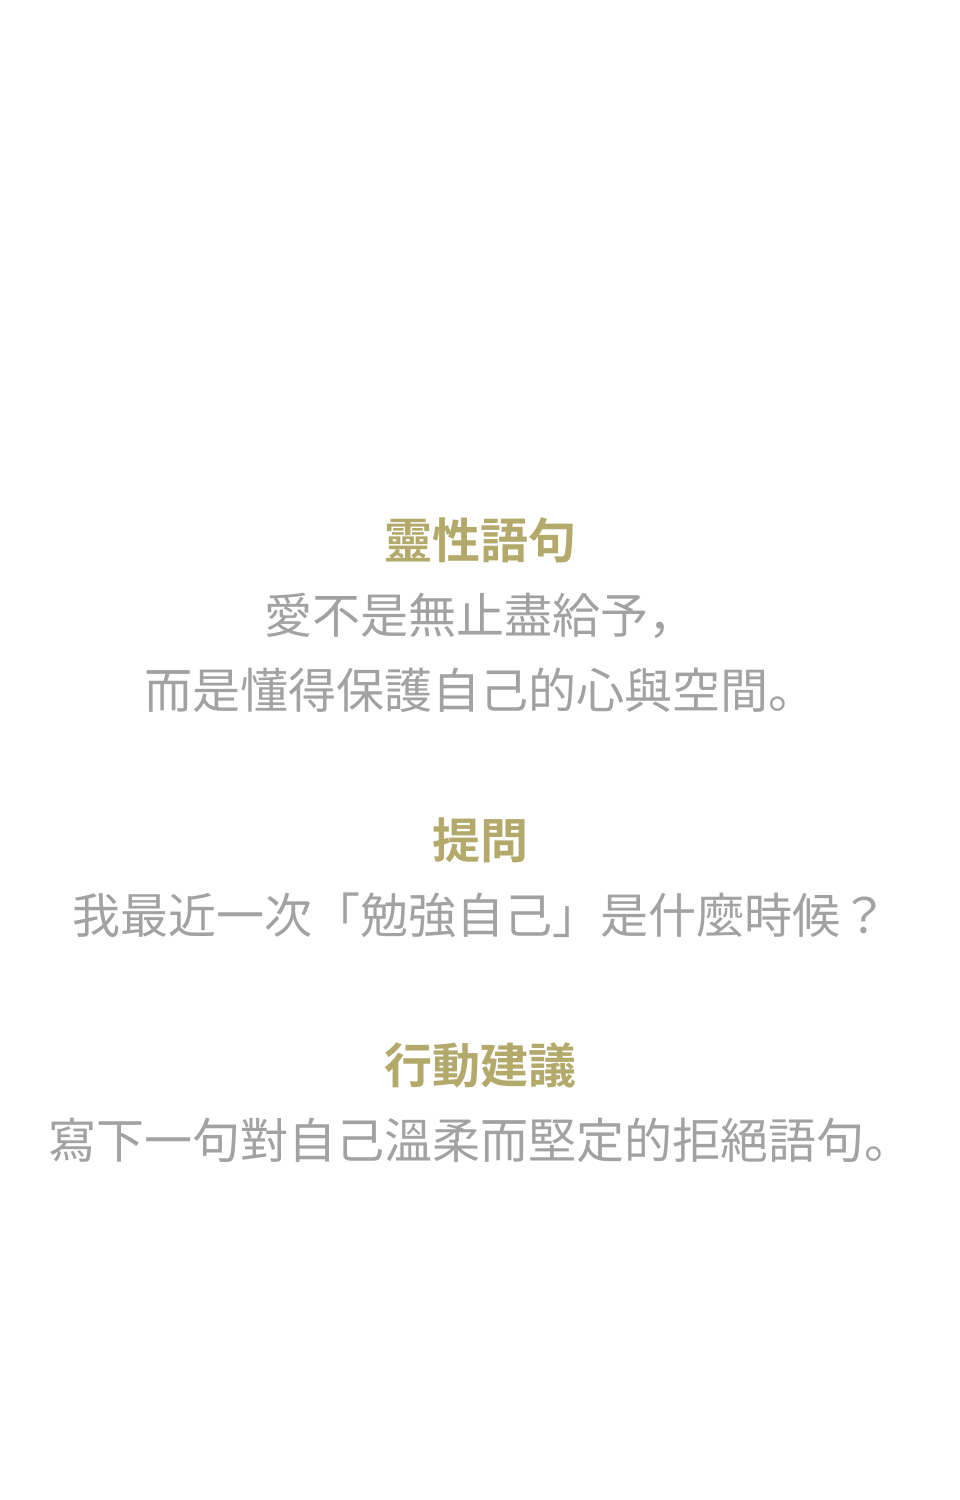 靈性語句
愛不是無止盡給予，
而是懂得保護自己的心與空間。
提問
我最近一次「勉強自己」是什麼時候？
行動建議
寫下一句對自己溫柔而堅定的拒絕語句。